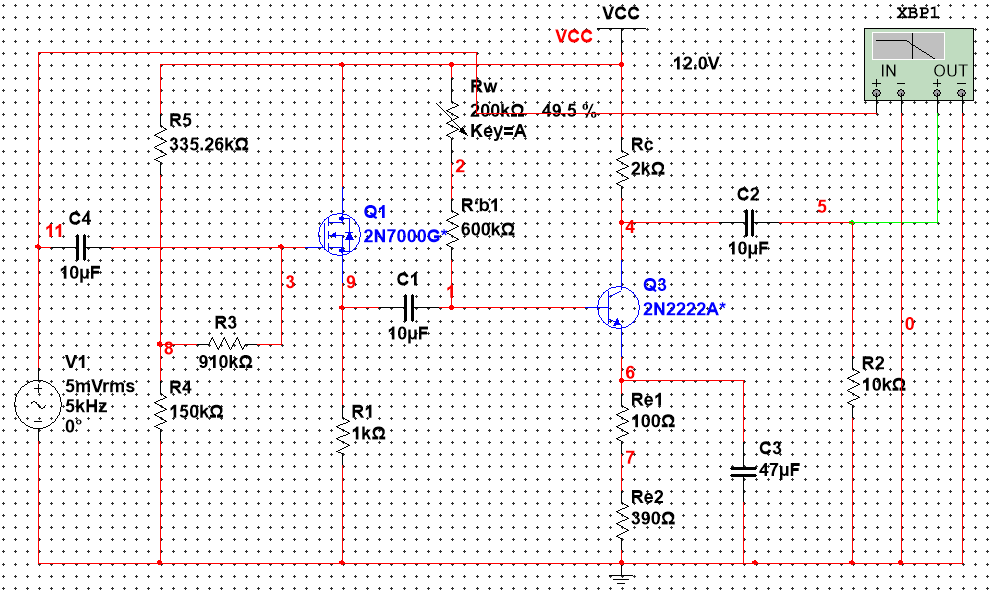 VCC
XBP1
VCC
12.0V
IN OUT
+ − + −
Rw
200kΩ 49.5 %
Key=A
R5
335.26kΩ
Rc
2kΩ
2
C4
11
10µF
Q1
2N7000G*
R'b1
600kΩ
C2
5
4
10µF
3
9
C1
1
10µF
Q3
2N2222A*
R3
8
910kΩ
0
V1
5mVrms
5kHz
0°
R4
150kΩ
6
R2
10kΩ
Re1
100Ω
R1
1kΩ
7
C3
47µF
Re2
390Ω